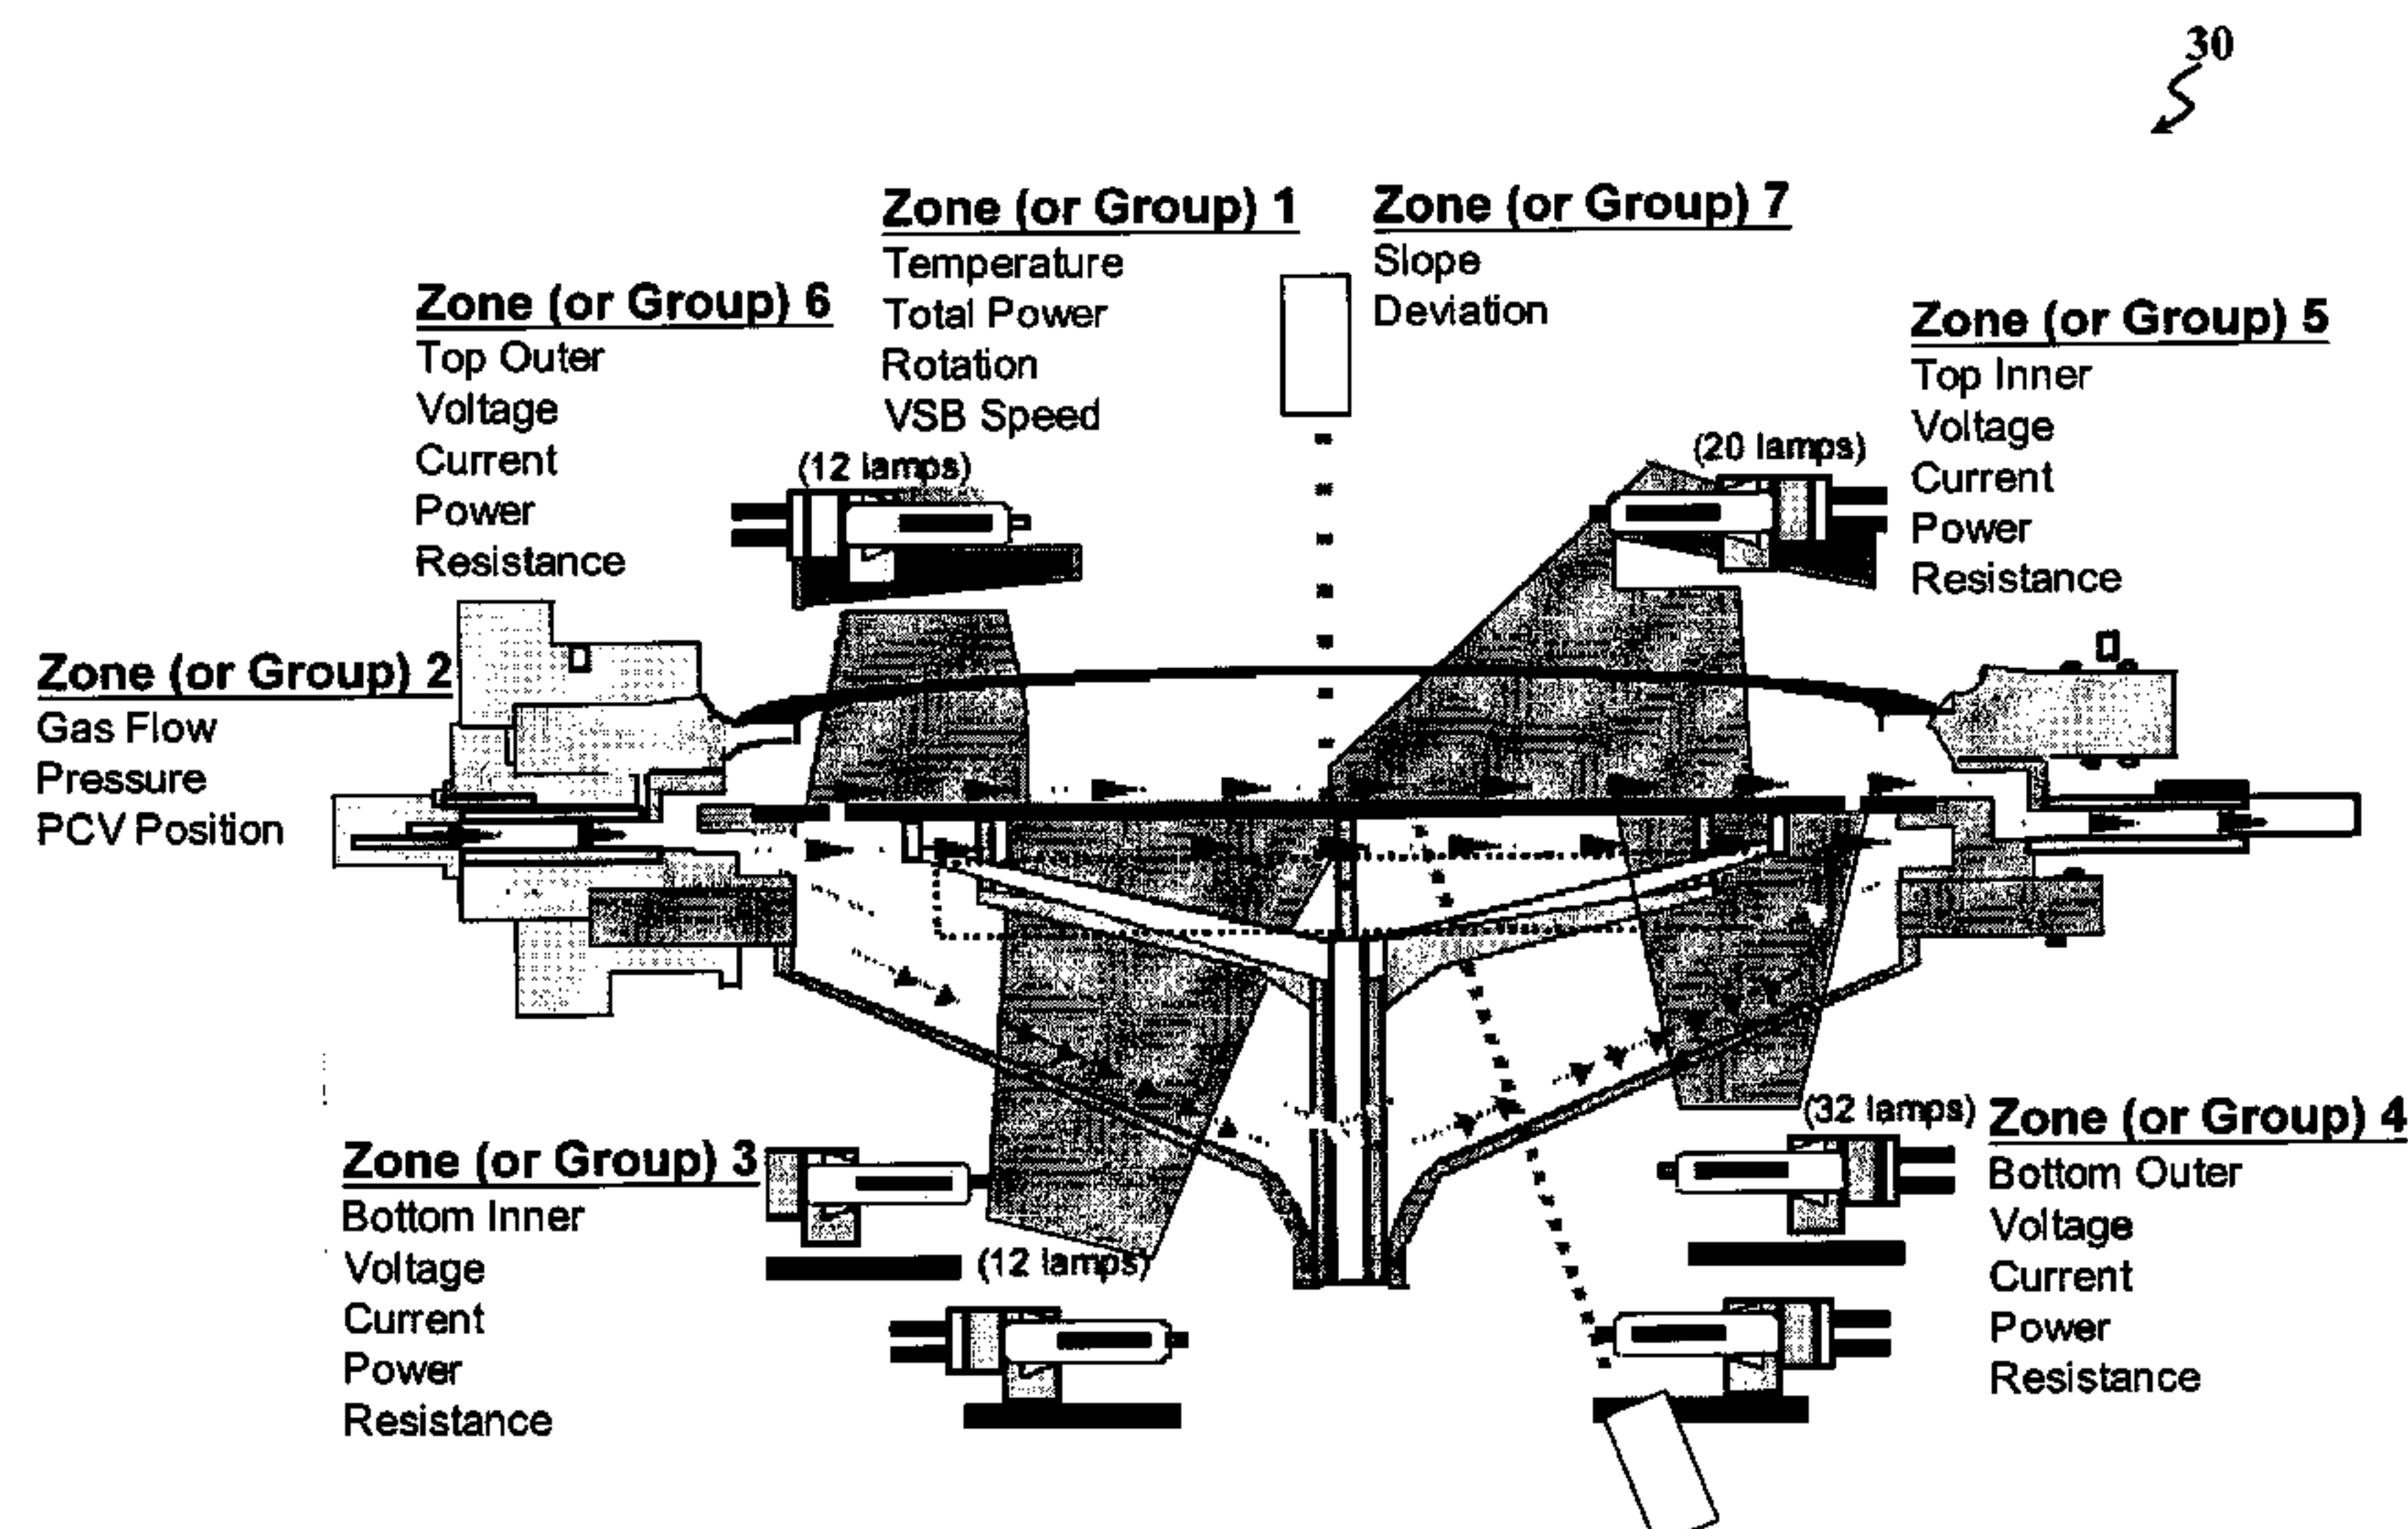 30
Zone (or Group) 1
Temperature
Total Power
Rotation
VSB Speed
Zone (or Group) 7
Slope
Deviation
Zone (or Group) 6
Top Outer
Voltage
Current
Power
Resistance
(12 lamps)
(20 lamps)
Zone (or Group) 5
Top Inner
Voltage
Current
Power
Resistance
Zone (or Group) 2
Gas Flow
Pressure
PCV Position
Zone (or Group) 3
Bottom Inner
Voltage
Current
Power
Resistance
(12 lamps)
(32 lamps)
Zone (or Group) 4
Bottom Outer
Voltage
Current
Power
Resistance